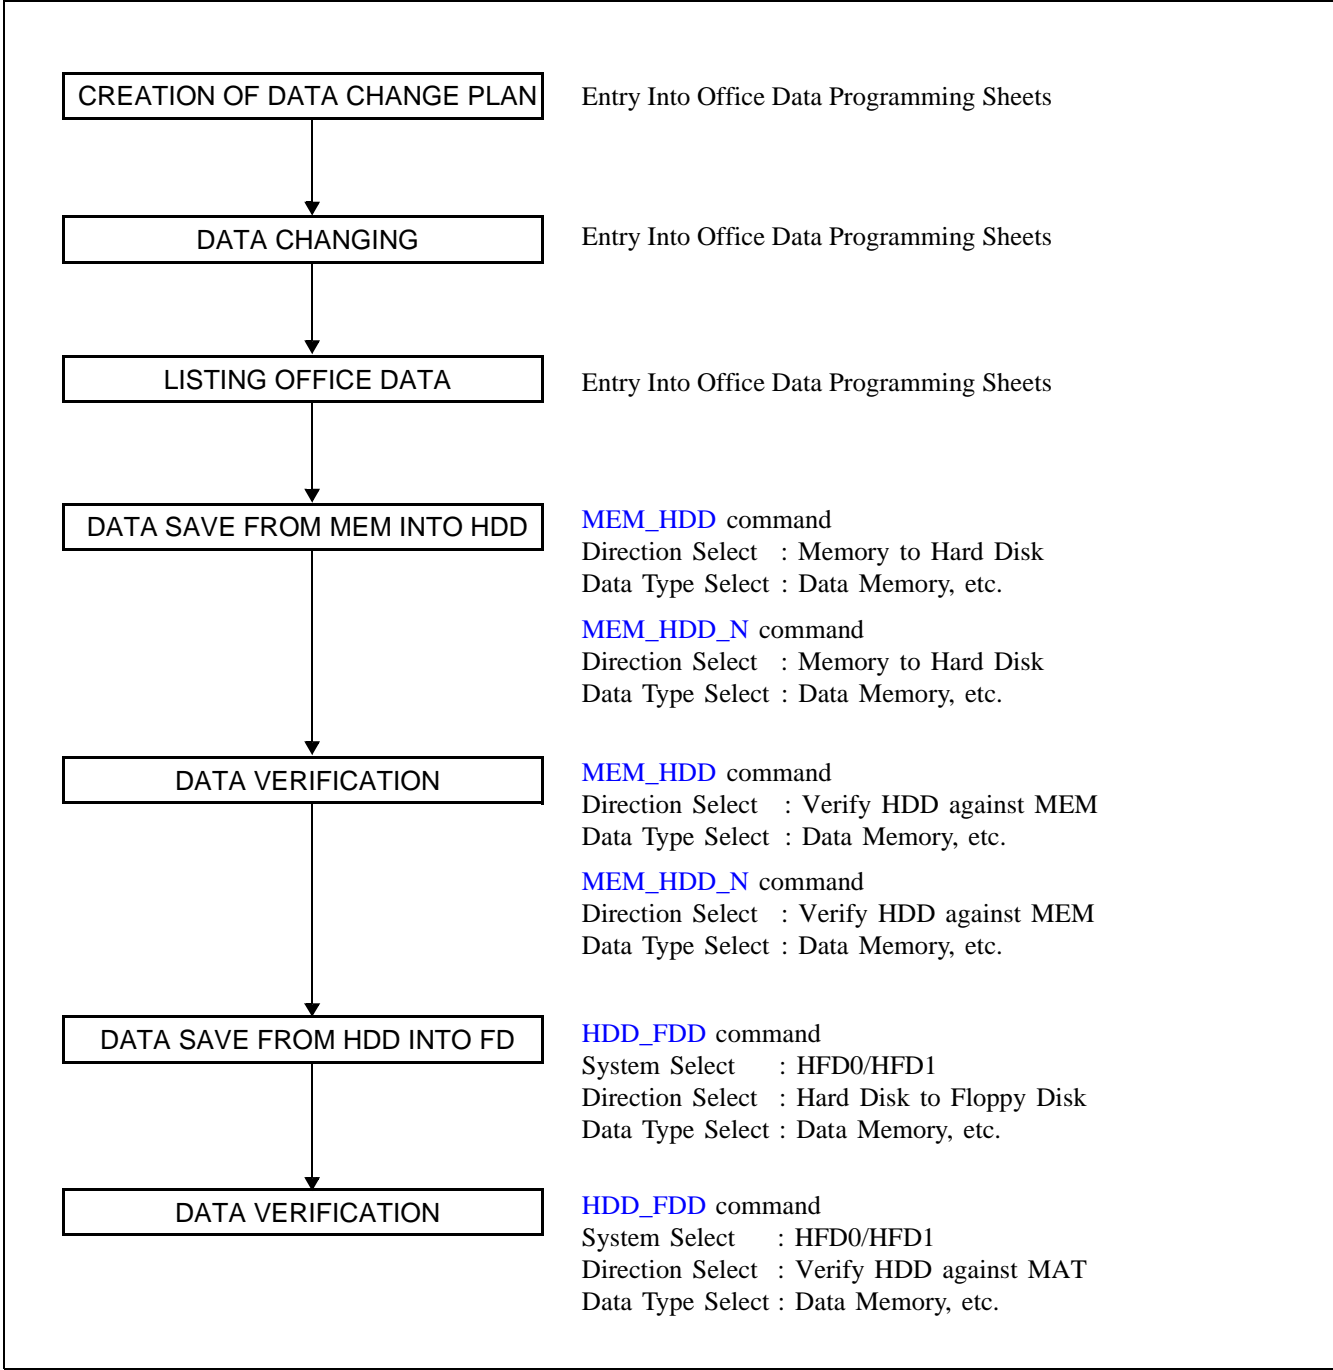 CREATION OF DATA CHANGE PLAN
Entry Into Office Data Programming Sheets
DATA CHANGING
Entry Into Office Data Programming Sheets
LISTING OFFICE DATA
Entry Into Office Data Programming Sheets
DATA SAVE FROM MEM INTO HDD
MEM_HDD command
Direction Select : Memory to Hard Disk
Data Type Select : Data Memory, etc.
MEM_HDD_N command
Direction Select : Memory to Hard Disk
Data Type Select : Data Memory, etc.
DATA VERIFICATION
MEM_HDD command
Direction Select : Verify HDD against MEM
Data Type Select : Data Memory, etc.
MEM_HDD_N command
Direction Select : Verify HDD against MEM
Data Type Select : Data Memory, etc.
DATA SAVE FROM HDD INTO FD
HDD_FDD command
System Select : HFD0/HFD1
Direction Select : Hard Disk to Floppy Disk
Data Type Select : Data Memory, etc.
DATA VERIFICATION
HDD_FDD command
System Select : HFD0/HFD1
Direction Select : Verify HDD against MAT
Data Type Select : Data Memory, etc.